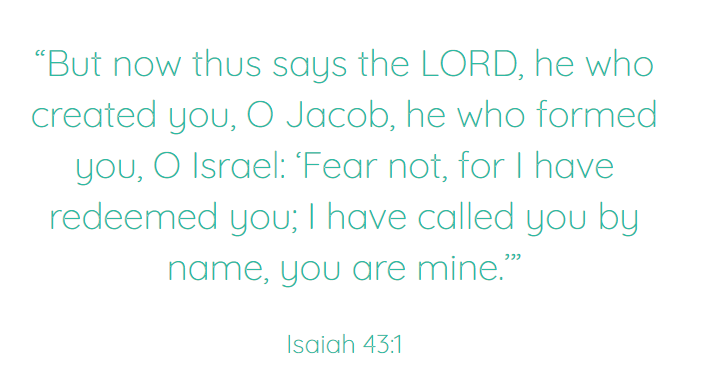 “But now thus says the LORD, he who
created you, O Jacob, he who formed
you, O Israel: ‘Fear not, for I have
redeemed you; I have called you by
name, you are mine.’”
Isaiah 43:1